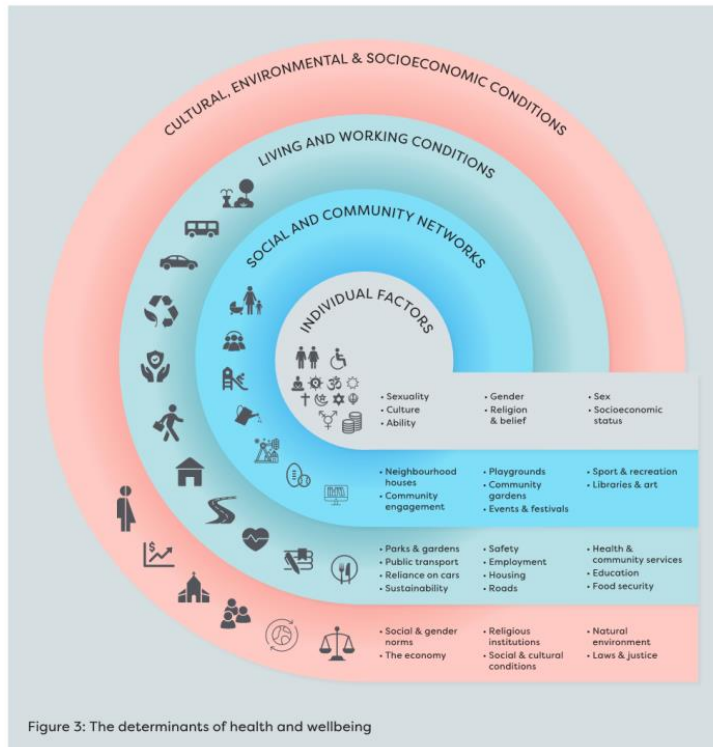 CULTURAL, ENVIRONMENTAL & SOCIOECONOMIC CONDITIONS
LIVING AND WORKING CONDITIONS
SOCIAL AND COMMUNITY NETWORKS
INDIVIDUAL FACTORS
• Sexuality
• Culture
• Ability
• Gender
• Religion
& belief
• Sex
• Socioeconomic
status
• Neighbourhood
houses
• Community
engagement
• Playgrounds
• Community
gardens
• Events & festivals
• Sport & recreation
• Libraries & art
• Parks & gardens
• Public transport
• Reliance on cars
• Sustainability
• Safety
• Employment
• Housing
• Roads
• Health &
community services
• Education
• Food security
• Social & gender
norms
• The economy
• Religious
institutions
• Social & cultural
conditions
• Natural
environment
• Laws & justice
Figure 3: The determinants of health and wellbeing